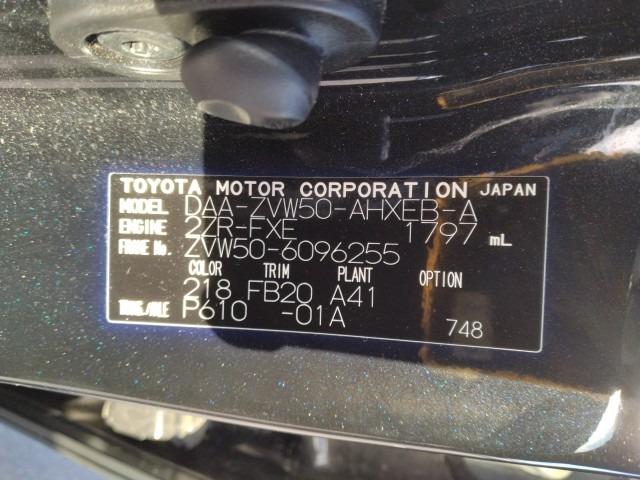 TOYOTA MOTOR CORPORATION JAPAN
MODEL DAA-ZVW50-AHXEB-A
ENGINE 2ZR-FXE 1797 mL
FRAME No. ZVW50-6096255
COLOR TRIM PLANT OPTION
218 FB20 A41
TRANS/AXLE P610 -01A
748